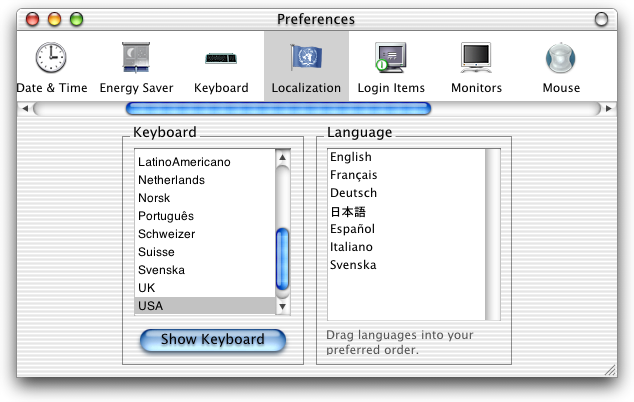 Preferences
Date & Time
Energy Saver
Keyboard
Localization
Login Items
Monitors
Mouse
Keyboard
LatinoAmericano
Netherlands
Norsk
Português
Schweizer
Suisse
Svenska
UK
USA
Show Keyboard
Language
English
Français
Deutsch
日本語
Español
Italiano
Svenska
Drag languages into your
preferred order.